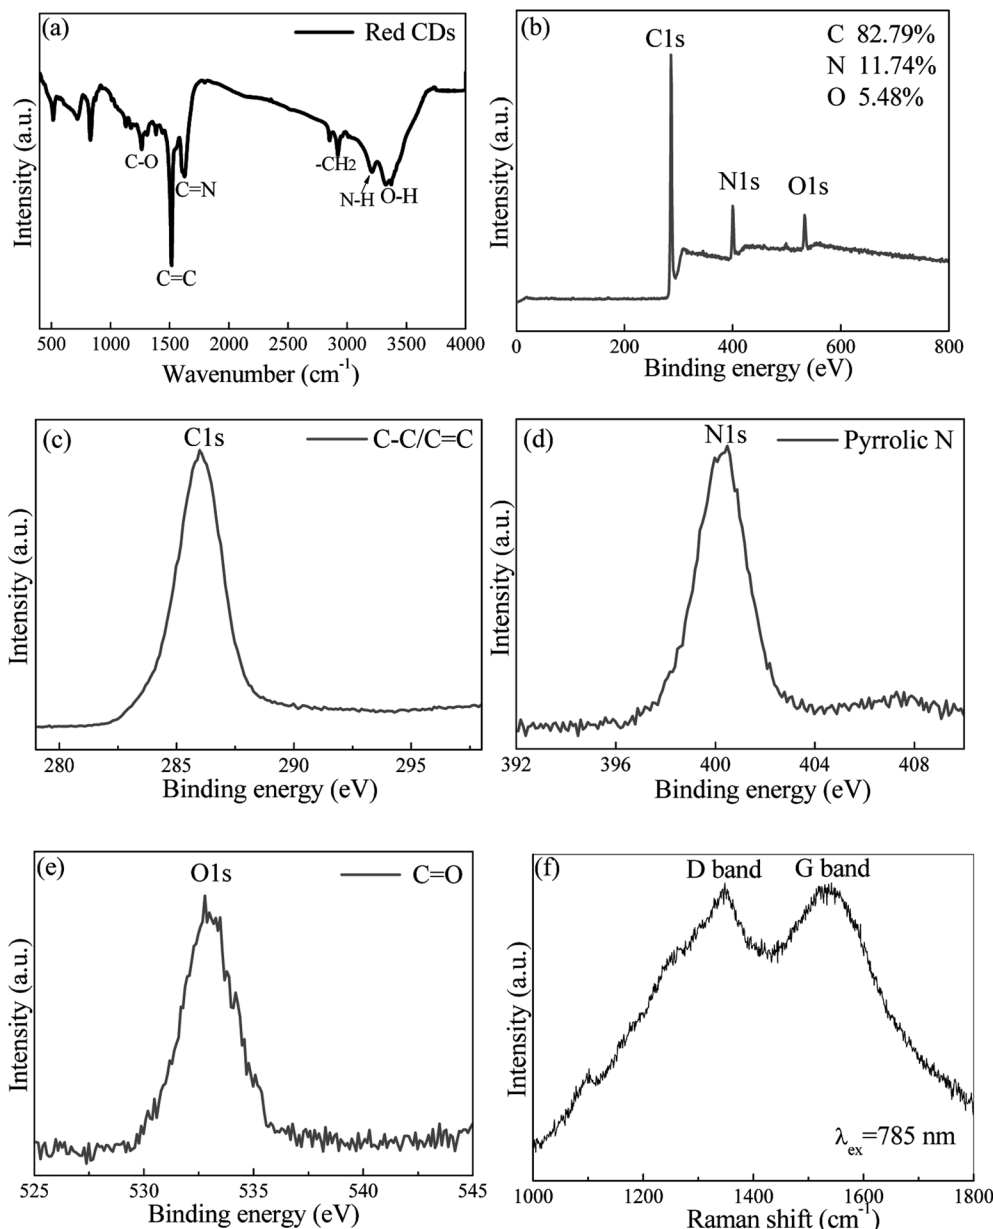 (a)
Red CDs
C-O
C=N
C=C
-CH2
N-H
O-H
Intensity (a.u.)
500 1000 1500 2000 2500 3000 3500 4000
Wavenumber (cm⁻¹)
(b)
C 82.79%
N 11.74%
O 5.48%
C1s
N1s
O1s
Intensity (a.u.)
0 200 400 600 800
Binding energy (eV)
(c)
C1s
C-C/C=C
Intensity (a.u.)
280 285 290 295
Binding energy (eV)
(d)
N1s
Pyrrolic N
Intensity (a.u.)
392 396 400 404 408
Binding energy (eV)
(e)
O1s
C=O
Intensity (a.u.)
525 530 535 540 545
Binding energy (eV)
(f)
D band
G band
Intensity (a.u.)
λex=785 nm
1000 1200 1400 1600 1800
Raman shift (cm⁻¹)